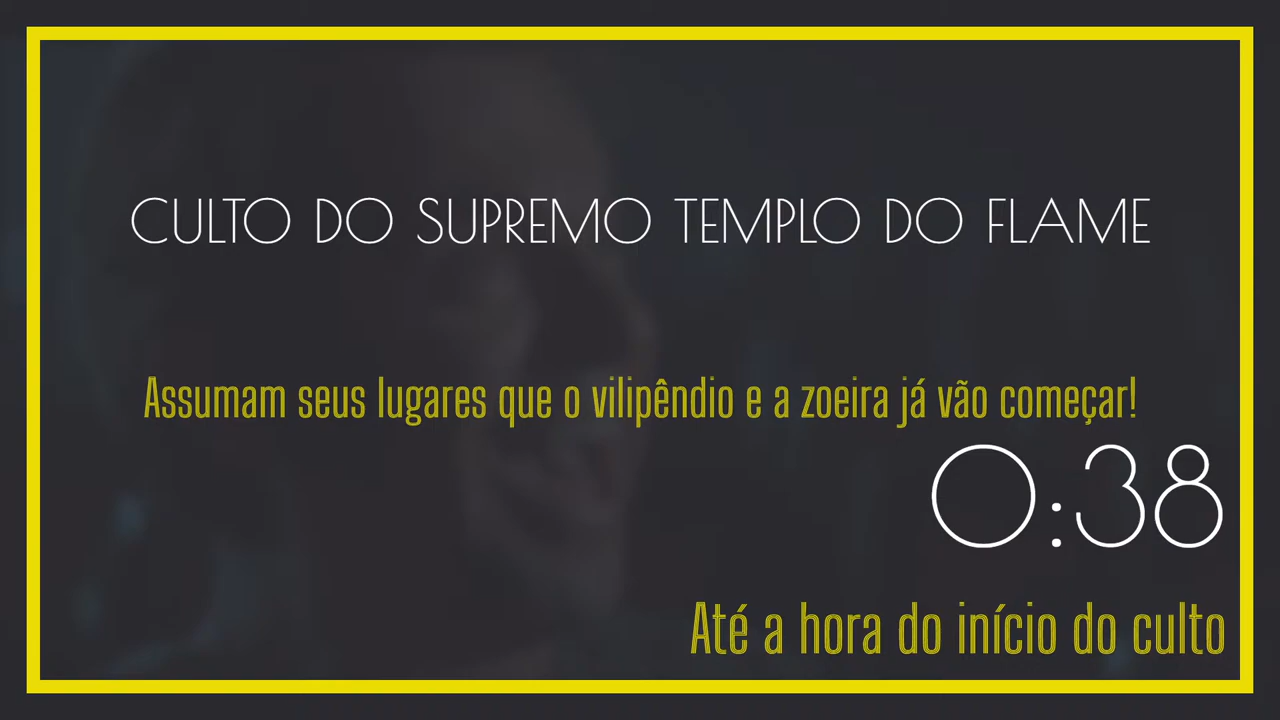 CULTO DO SUPREMO TEMPLO DO FLAME
Assumam seus lugares que o vilipêndio e a zoeira já vão começar!
0:38
Até a hora do início do culto